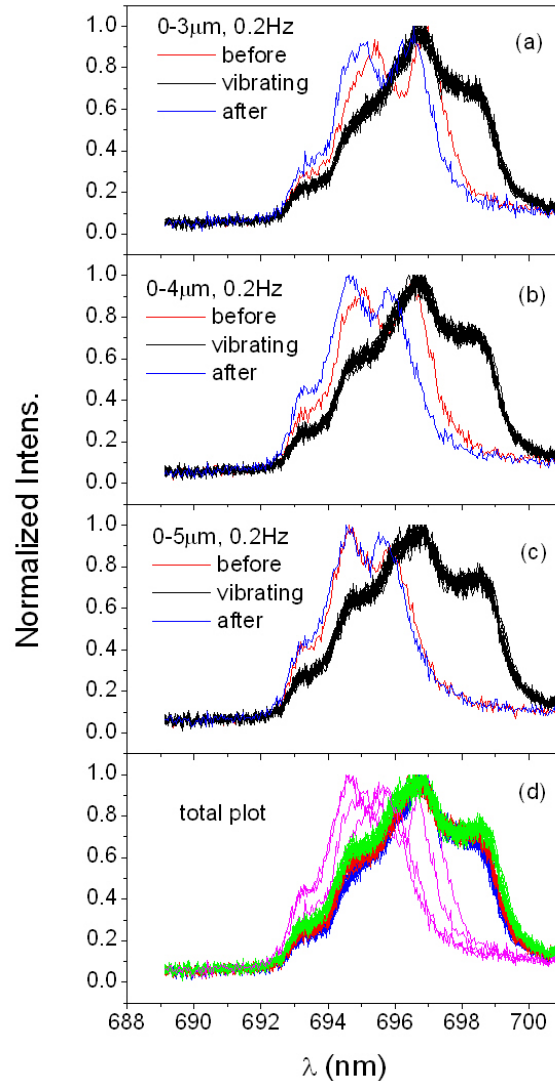 0-3μm, 0.2Hz
(a)
before
vibrating
after
1.0
0.8
0.6
0.4
0.2
0.0
0-4μm, 0.2Hz
(b)
before
vibrating
after
1.0
0.8
0.6
0.4
0.2
0.0
0-5μm, 0.2Hz
(c)
before
vibrating
after
1.0
0.8
0.6
0.4
0.2
0.0
total plot
(d)
1.0
0.8
0.6
0.4
0.2
0.0
Normalized Intens.
688 690 692 694 696 698 700
λ (nm)